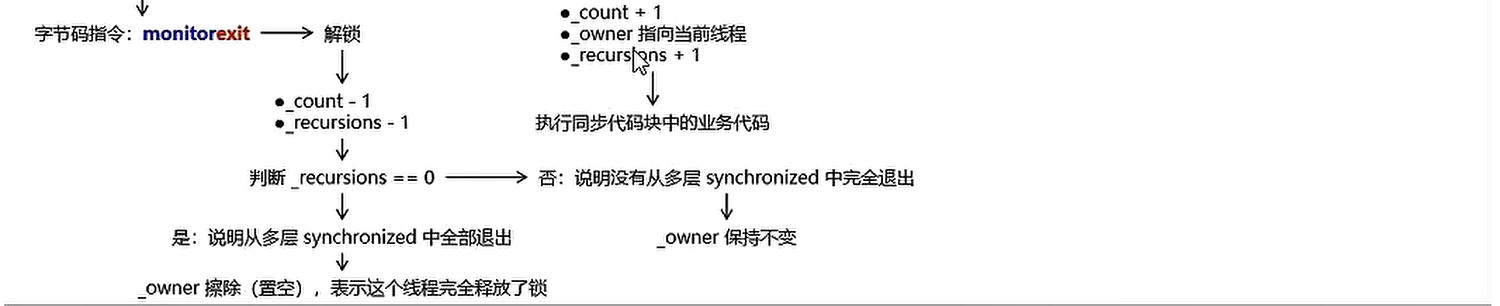 ●_count + 1
●_owner 指向当前线程
●_recursions + 1
执行同步代码块中的业务代码
字节码指令：monitorexit
解锁
●_count - 1
●_recursions - 1
判断 _recursions == 0
否：说明没有从多层 synchronized 中完全退出
_owner 保持不变
是：说明从多层 synchronized 中全部退出
_owner 擦除（置空），表示这个线程完全释放了锁